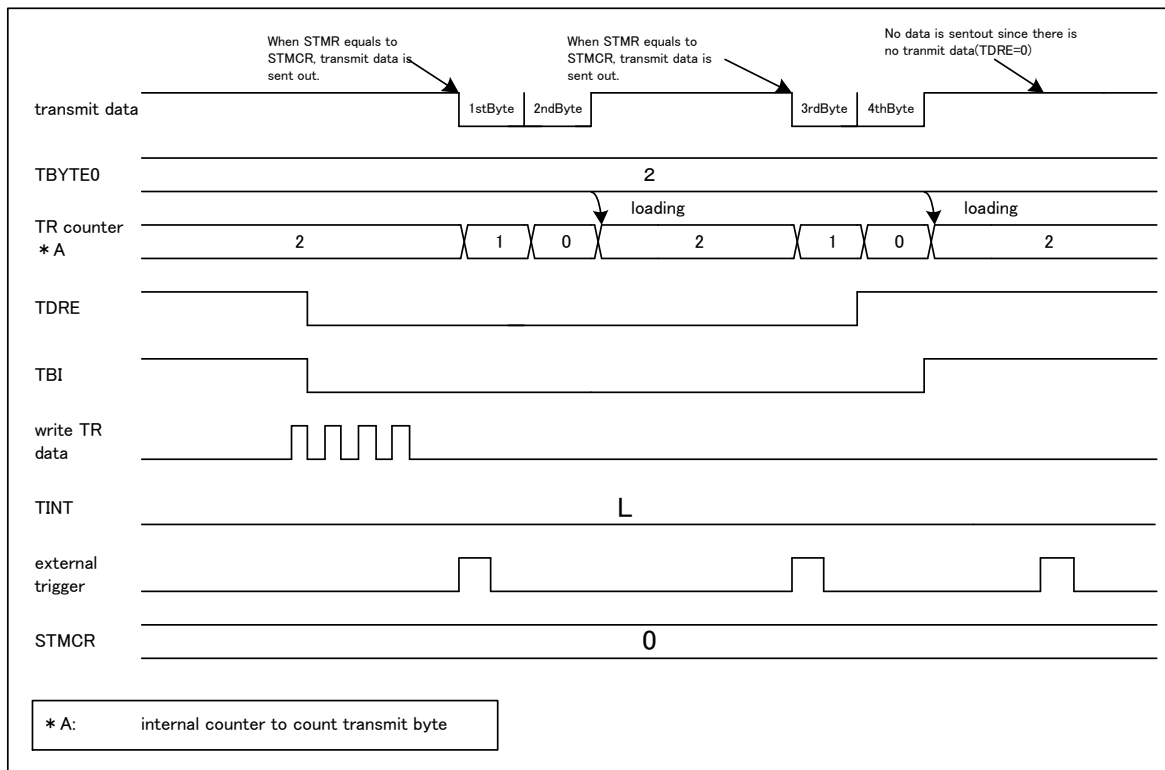 When STMR equals to
STMCR, transmit data is
sent out.
When STMR equals to
STMCR, transmit data is
sent out.
No data is sentout since there is
no tranmit data(TDRE=0)
transmit data
1stByte
2ndByte
3rdByte
4thByte
TBYTE0
2
loading
loading
TR counter
*A
2
1
0
2
1
0
2
TDRE
TBI
write TR
data
TINT
L
external
trigger
STMCR
0
*A: internal counter to count transmit byte